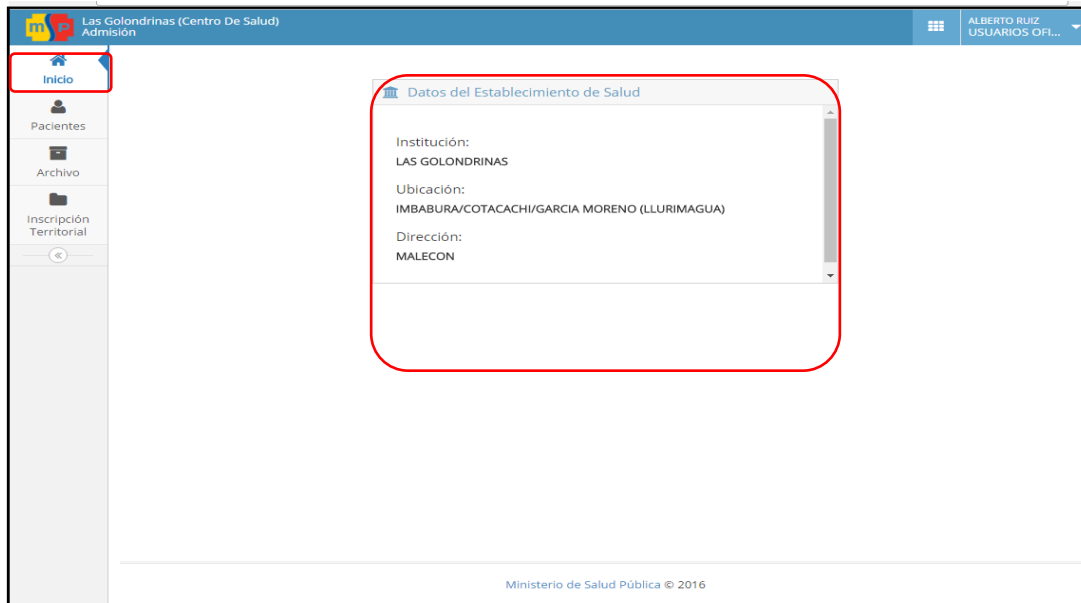 msp
Las Golondrinas (Centro De Salud)
Admisión
ALBERTO RUIZ
USUARIOS OFI...
Inicio
Pacientes
Archivo
Inscripción
Territorial
Datos del Establecimiento de Salud
Institución:
LAS GOLONDRINAS
Ubicación:
IMBABURA/COTACACHI/GARCIA MORENO (LLURIMAGUA)
Dirección:
MALECON
Ministerio de Salud Pública © 2016